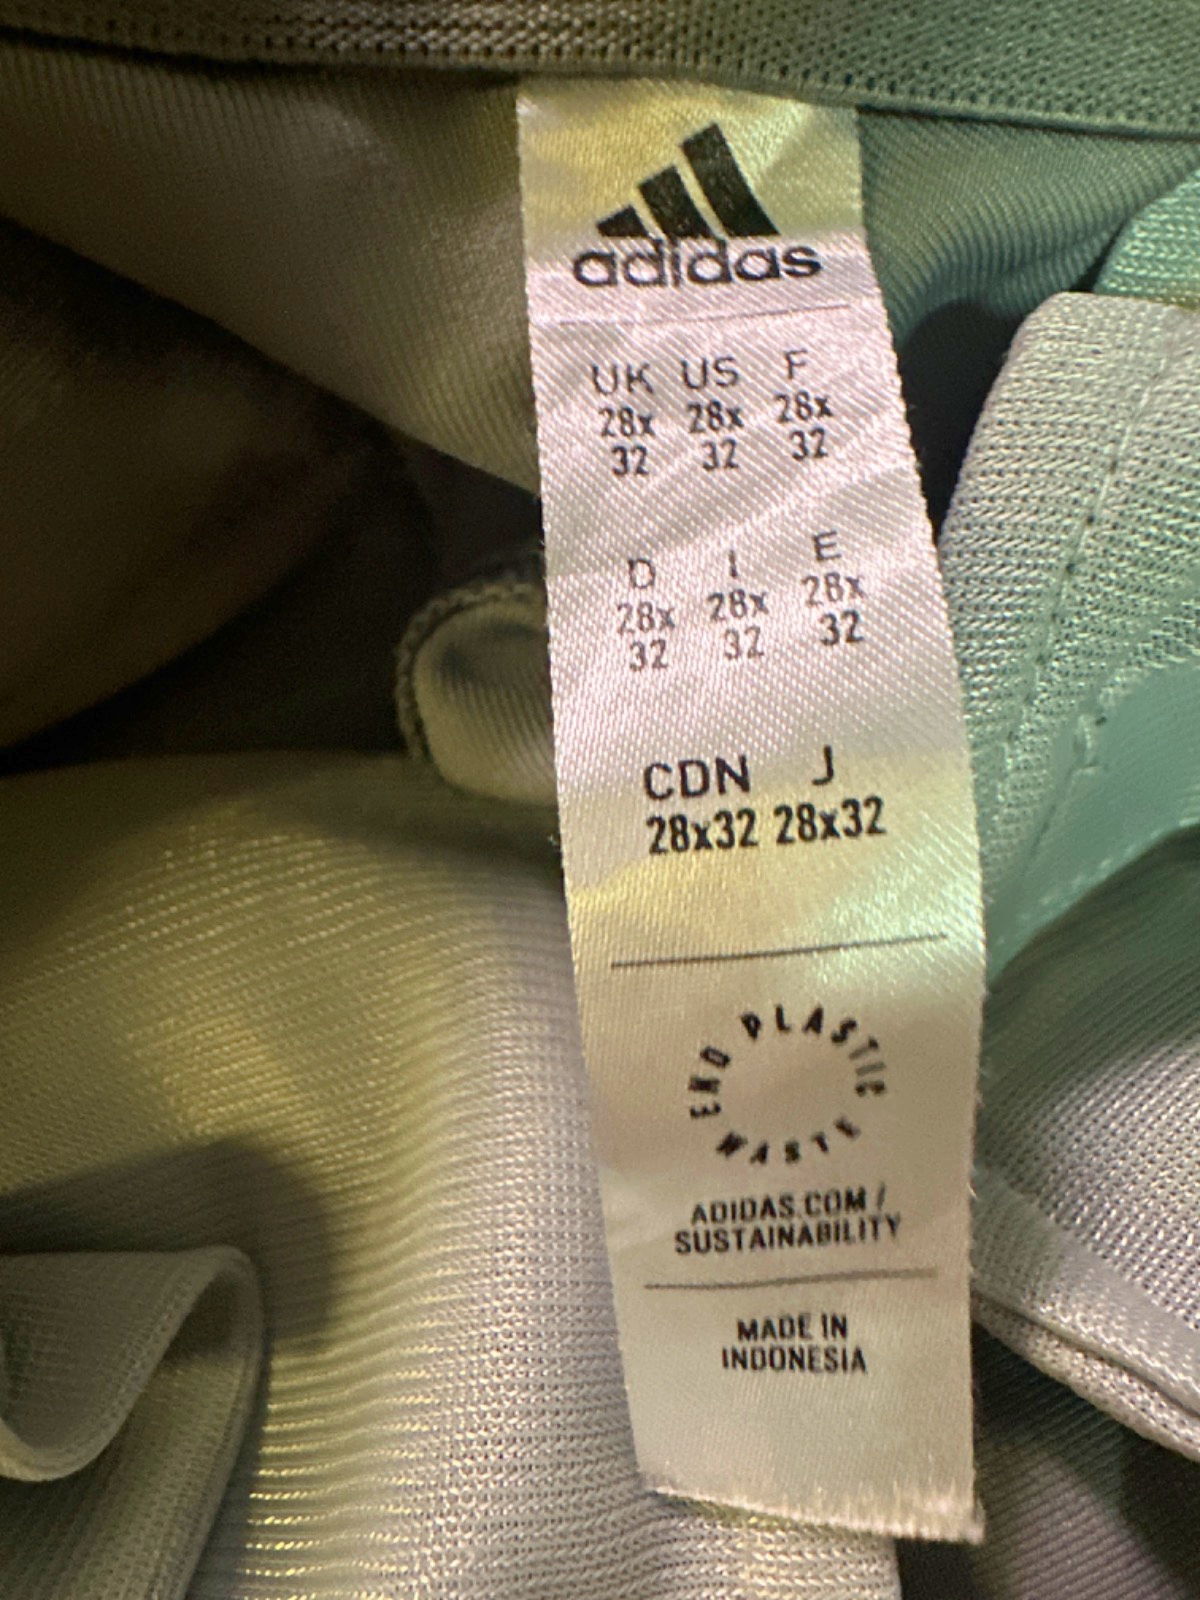 adidas
UK US F
28x 28x 28x
32 32 32
D I E
28x 28x 28x
32 32 32
CDN J
28x32 28x32
END PLASTIC WASTE
ADIDAS.COM /
SUSTAINABILITY
MADE IN
INDONESIA